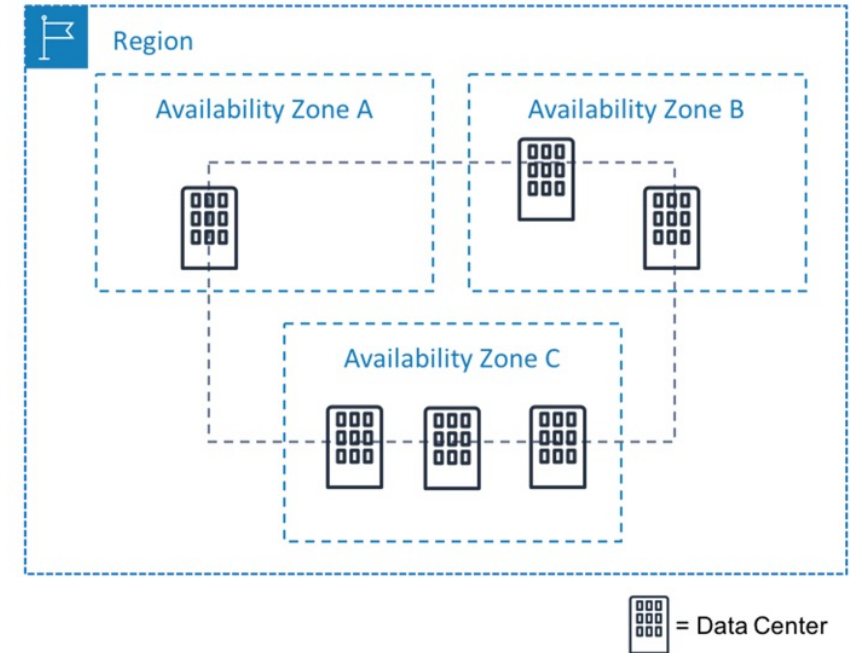 Region
Availability Zone A
Availability Zone B
Availability Zone C
= Data Center